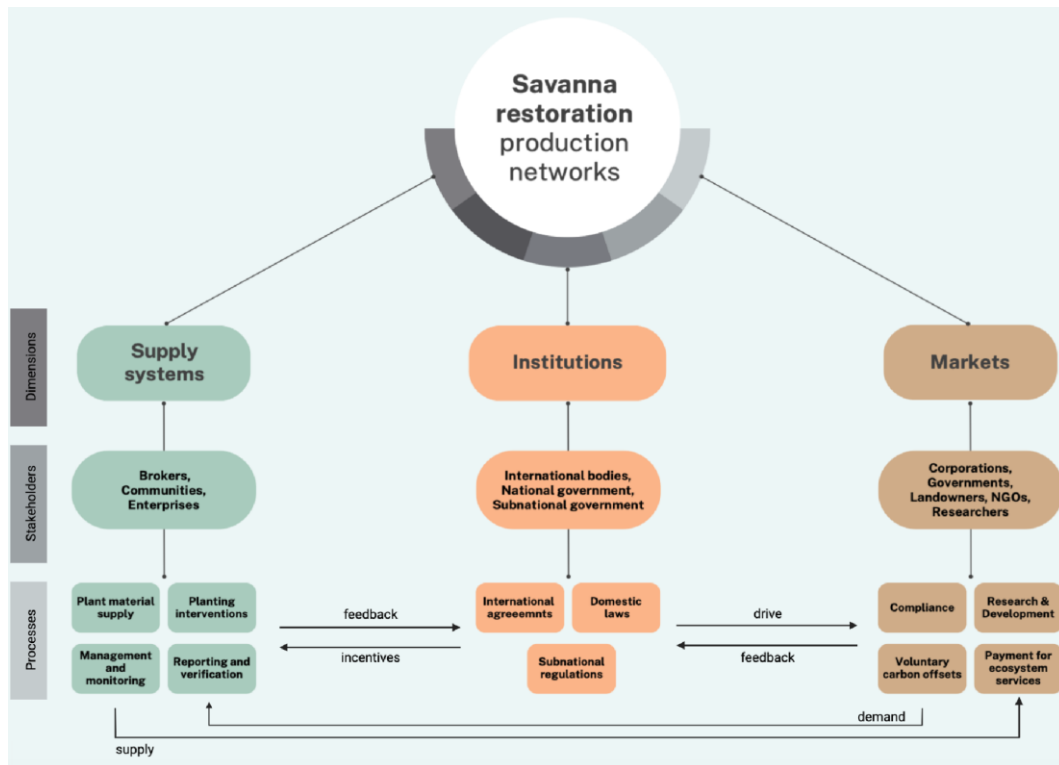 Savanna
restoration
production
networks
Dimensions
Supply
systems
Institutions
Markets
Stakeholders
Brokers,
Communities,
Enterprises
International bodies,
National government,
Subnational government
Corporations,
Governments,
Landowners, NGOs,
Researchers
Processes
Plant material
supply
Planting
interventions
Management
and
monitoring
Reporting and
verification
feedback
incentives
International
agreeemnts
Domestic
laws
Subnational
regulations
drive
feedback
Compliance
Research &
Development
Voluntary
carbon offsets
Payment for
ecosystem
services
demand
supply